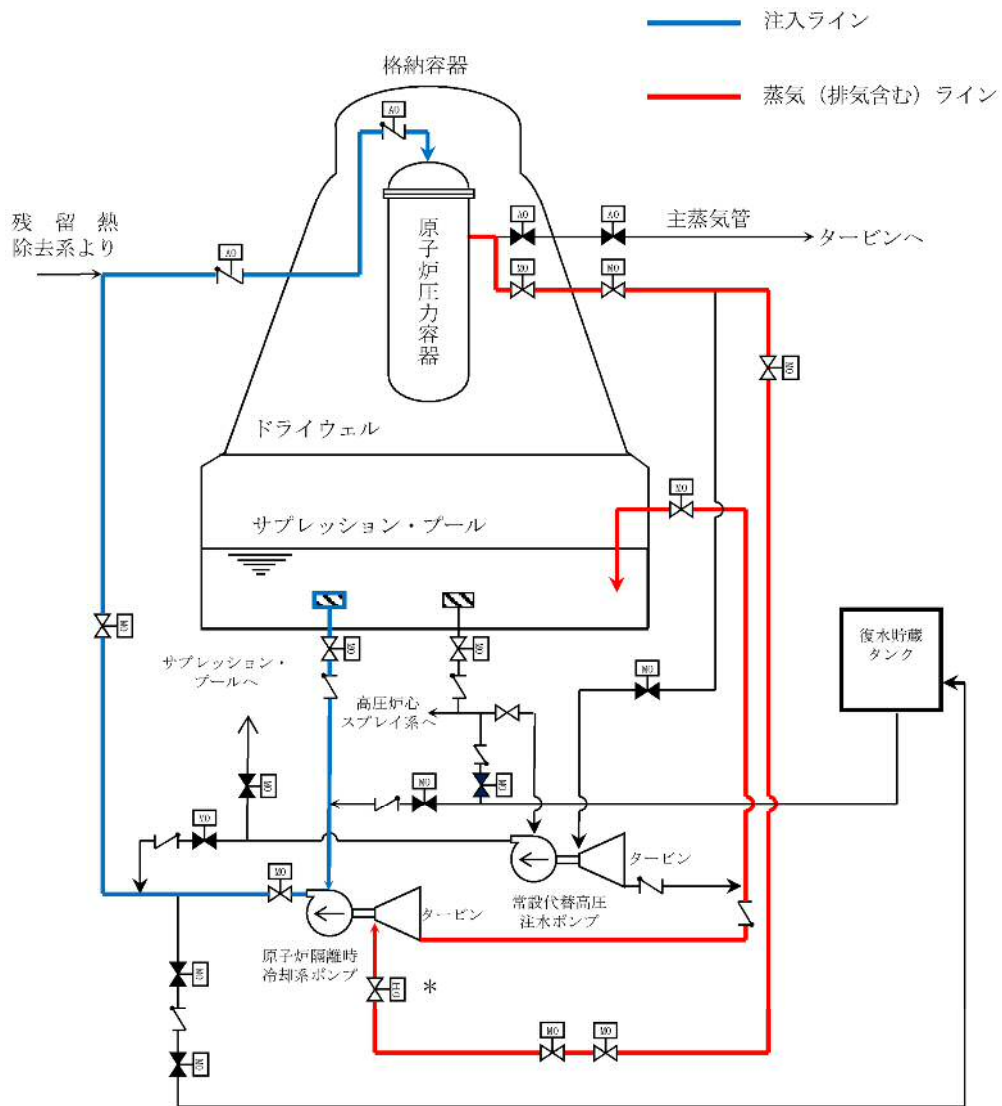 注入ライン
格納容器
蒸気（排気含む）ライン
AO
残留熱
除去系より
AO
原子炉圧力容器
AO
AO
主蒸気管
タービンへ
MO
MO
MO
ドライウェル
MO
サプレッション・プール
MO
MO
MO
サプレッション・
プールへ
高圧炉心
スプレイ系へ
MO
復水貯蔵
タンク
MO
MO
MO
MO
タービン
MO
タービン
常設代替高圧
注水ポンプ
原子炉隔離時
冷却系ポンプ
MO
HO
*
MO
MO
MO